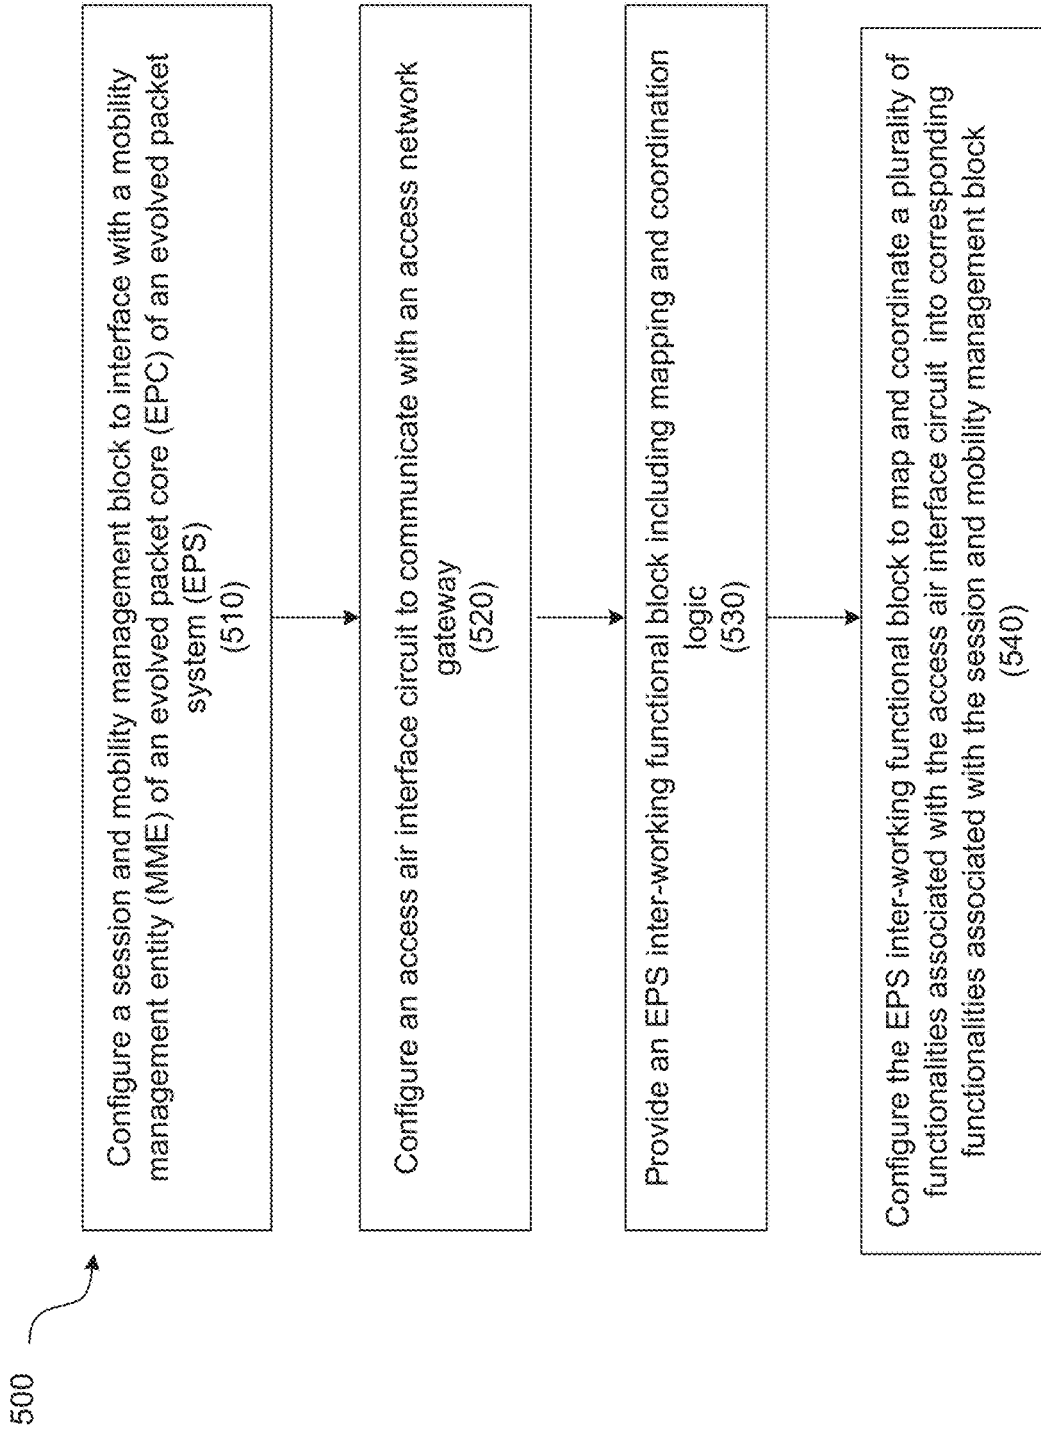 500
Configure a session and mobility management block to interface with a mobility
management entity (MME) of an evolved packet core (EPC) of an evolved packet
system (EPS)
(510)
Configure an access air interface circuit to communicate with an access network
gateway
(520)
Provide an EPS inter-working functional block including mapping and coordination
logic
(530)
Configure the EPS inter-working functional block to map and coordinate a plurality of
functionalities associated with the access air interface circuit into corresponding
functionalities associated with the session and mobility management block
(540)